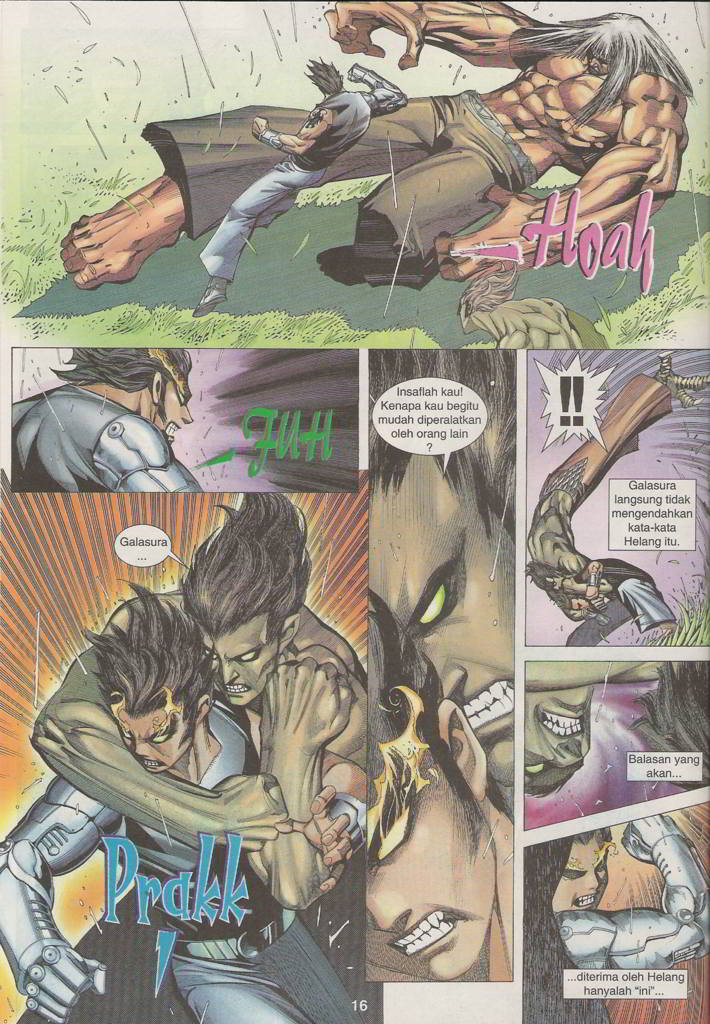 Hoah
FUH
Galasura
...
Prakk
!
Insaflah kau!
Kenapa kau begitu
mudah diperalatkan
oleh orang lain
?
!!
Galasura
langsung tidak
mengendahkan
kata-kata
Helang itu.
Balasan yang
akan...
...diterima oleh Helang
hanyalah “ini”...
16